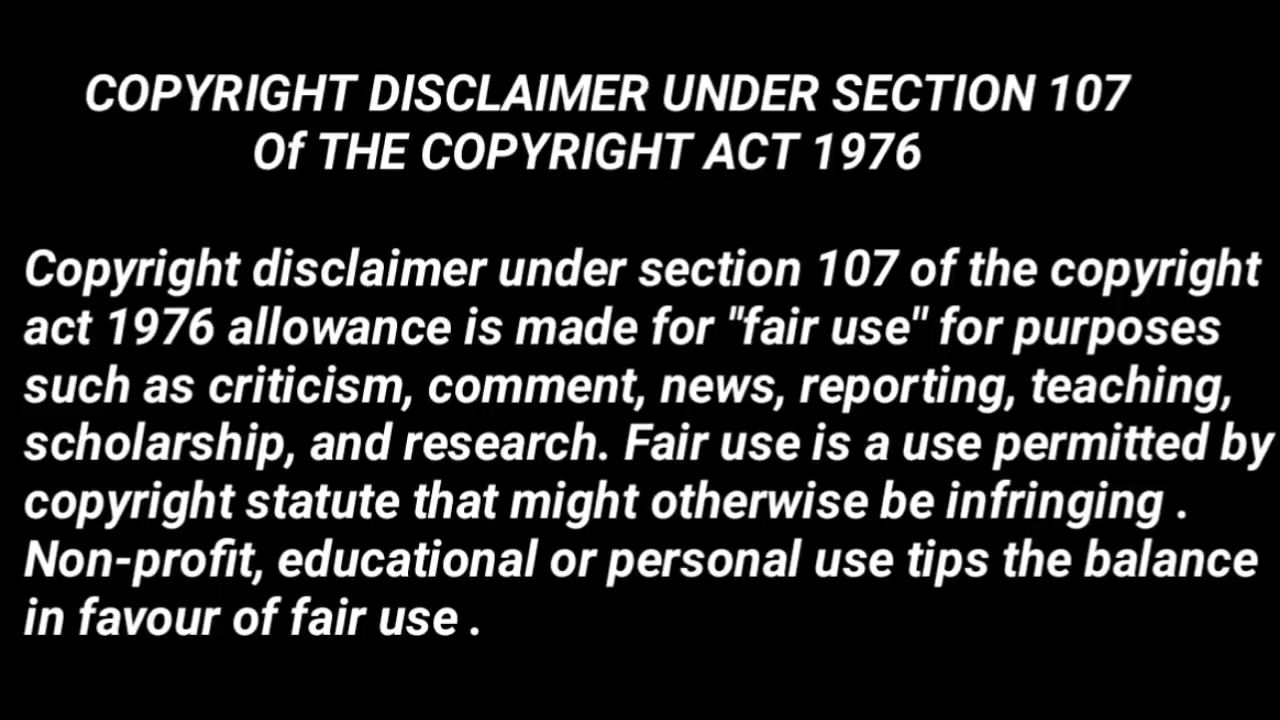 COPYRIGHT DISCLAIMER UNDER SECTION 107
Of THE COPYRIGHT ACT 1976
Copyright disclaimer under section 107 of the copyright
act 1976 allowance is made for "fair use" for purposes
such as criticism, comment, news, reporting, teaching,
scholarship, and research. Fair use is a use permitted by
copyright statute that might otherwise be infringing .
Non-profit, educational or personal use tips the balance
in favour of fair use .